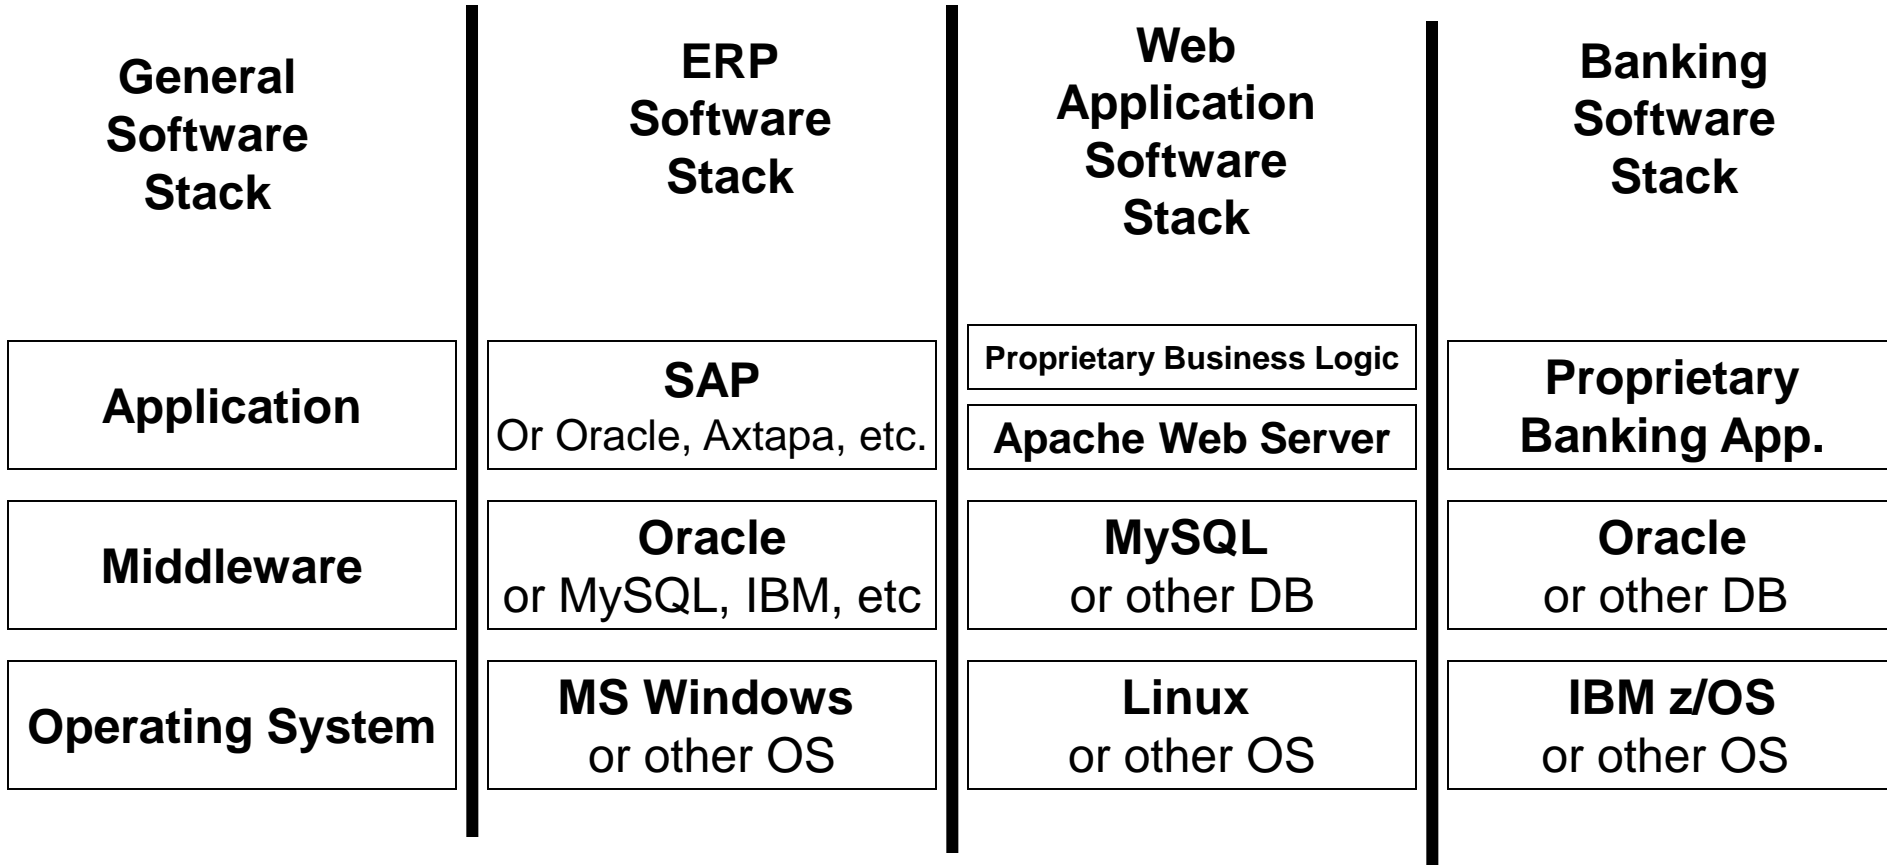 General
Software
Stack
ERP
Software
Stack
Web
Application
Software
Stack
Banking
Software
Stack
Application
SAP
Or Oracle, Axtapa, etc.
Proprietary Business Logic
Apache Web Server
Proprietary
Banking App.
Middleware
Oracle
or MySQL, IBM, etc
MySQL
or other DB
Oracle
or other DB
Operating System
MS Windows
or other OS
Linux
or other OS
IBM z/OS
or other OS